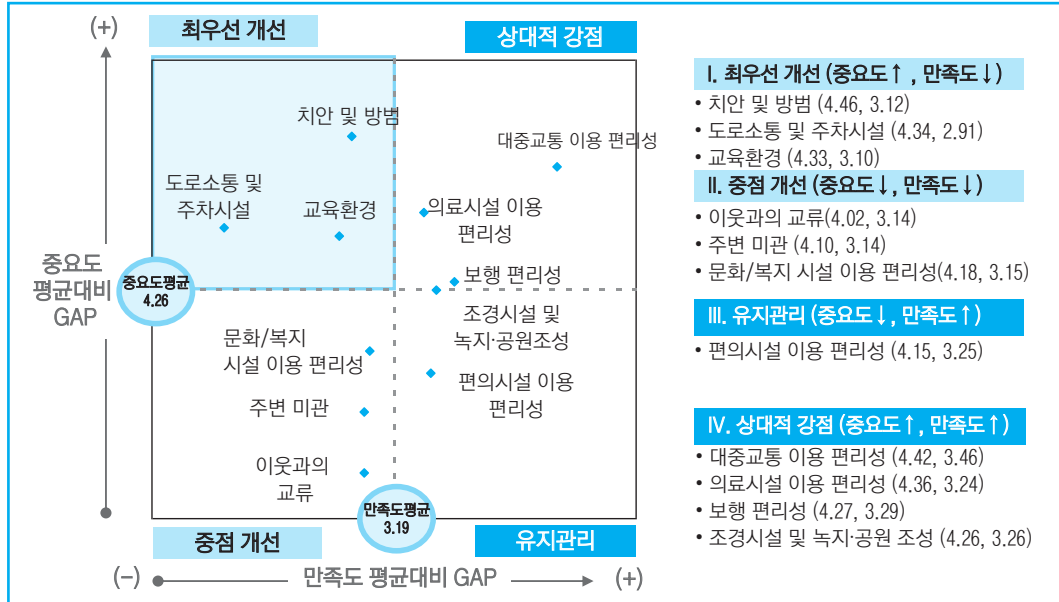 (+)
최우선 개선
상대적 강점
치안 및 방범
대중교통 이용 편리성
도로소통 및
주차시설
교육환경
의료시설 이용
편리성
중요도
평균대비
GAP
중요도평균
4.26
보행 편리성
조경시설 및
녹지·공원조성
문화/복지
시설 이용 편리성
편의시설 이용
편리성
주변 미관
이웃과의
교류
만족도평균
3.19
중점 개선
유지관리
(−)
만족도 평균대비 GAP
(+)
I. 최우선 개선 (중요도↑, 만족도↓)
• 치안 및 방범 (4.46, 3.12)
• 도로소통 및 주차시설 (4.34, 2.91)
• 교육환경 (4.33, 3.10)
II. 중점 개선 (중요도↓, 만족도↓)
• 이웃과의 교류(4.02, 3.14)
• 주변 미관 (4.10, 3.14)
• 문화/복지 시설 이용 편리성(4.18, 3.15)
III. 유지관리 (중요도↓, 만족도↑)
• 편의시설 이용 편리성 (4.15, 3.25)
IV. 상대적 강점 (중요도↑, 만족도↑)
• 대중교통 이용 편리성 (4.42, 3.46)
• 의료시설 이용 편리성 (4.36, 3.24)
• 보행 편리성 (4.27, 3.29)
• 조경시설 및 녹지·공원 조성 (4.26, 3.26)